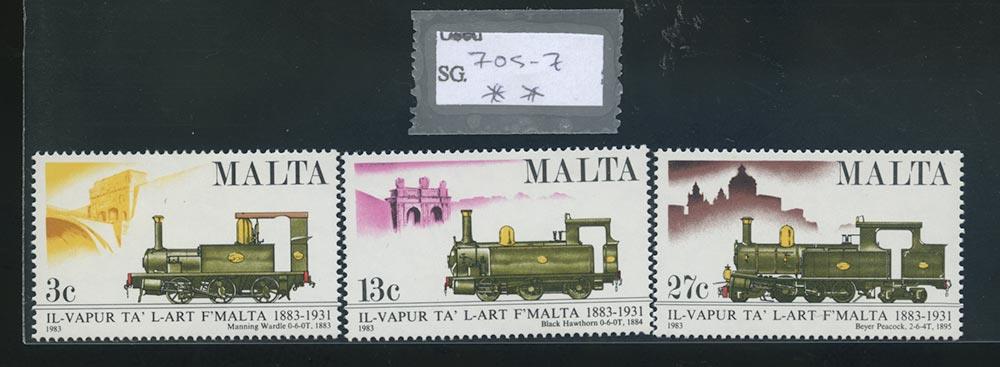 Used
SG. 705-7
**
MALTA
3c
IL-VAPUR TA' L-ART F'MALTA 1883-1931
1983 Manning Wardle 0-6-0T, 1883
MALTA
13c
IL-VAPUR TA' L-ART F'MALTA 1883-1931
1983 Black Hawthorn 0-6-0T, 1884
MALTA
27c
IL-VAPUR TA' L-ART F'MALTA 1883-1931
1983 Beyer Peacock, 2-6-4T, 1895